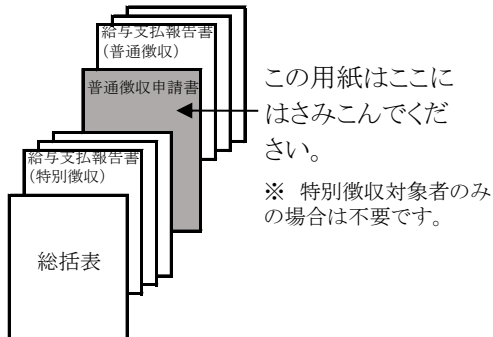 給与支払報告書
（普通徴収）
普通徴収申請書
この用紙はここに
はさみこんでくだ
さい。
※　特別徴収対象者のみ
の場合は不要です。
給与支払報告書
（特別徴収）
総括表